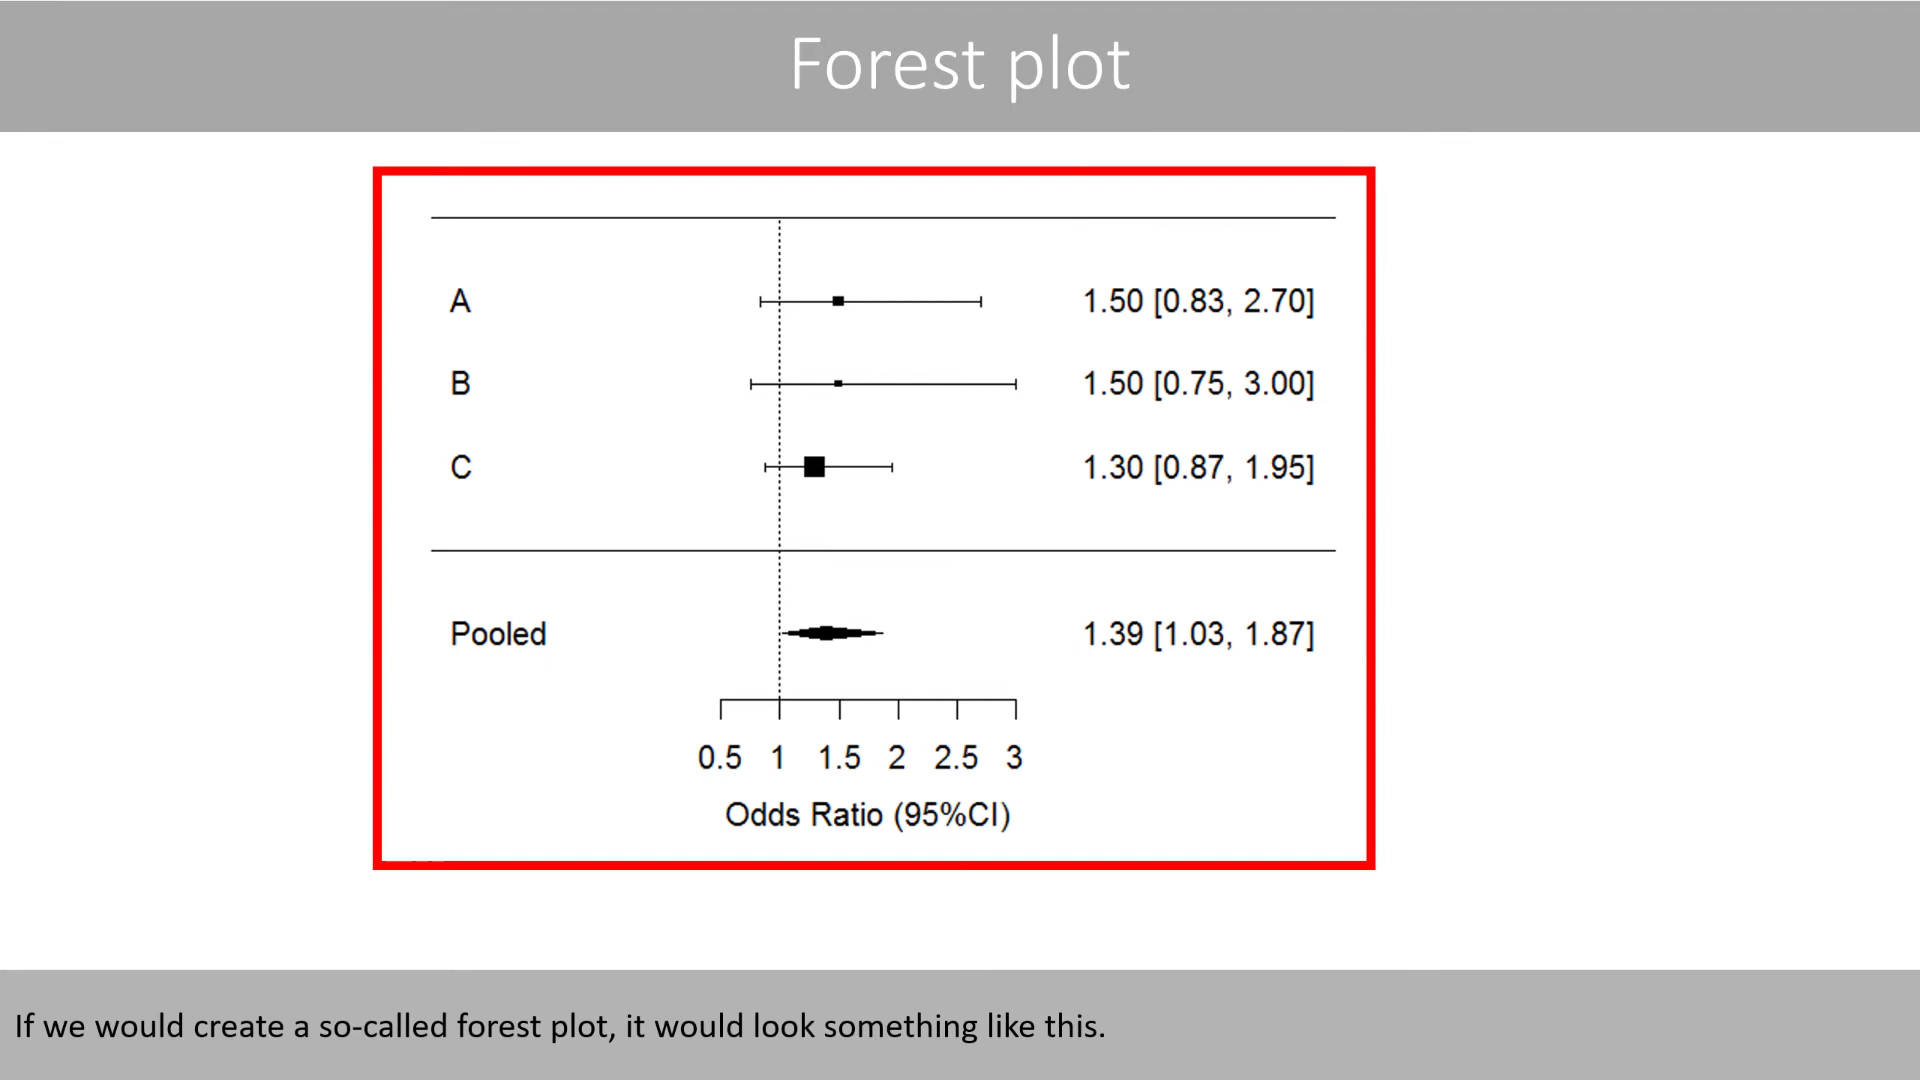 Forest plot
A 1.50 [0.83, 2.70]
B 1.50 [0.75, 3.00]
C 1.30 [0.87, 1.95]
Pooled 1.39 [1.03, 1.87]
0.5 1 1.5 2 2.5 3
Odds Ratio (95%CI)
If we would create a so-called forest plot, it would look something like this.